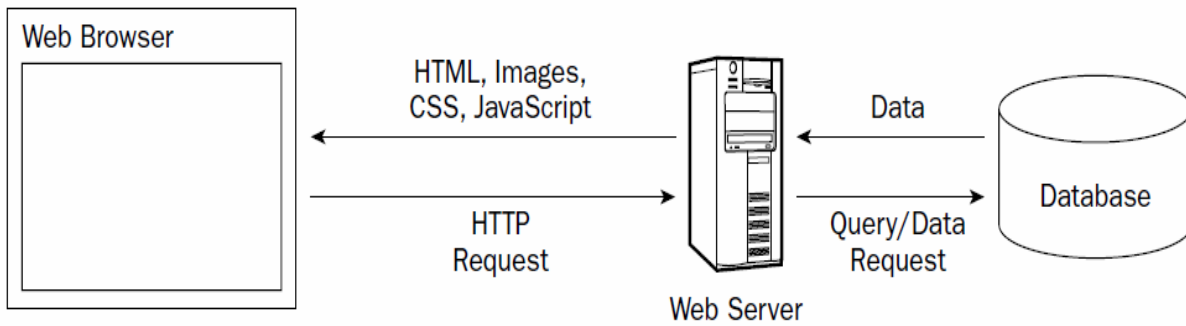 Web Browser
HTML, Images,
CSS, JavaScript
HTTP
Request
Web Server
Data
Query/Data
Request
Database